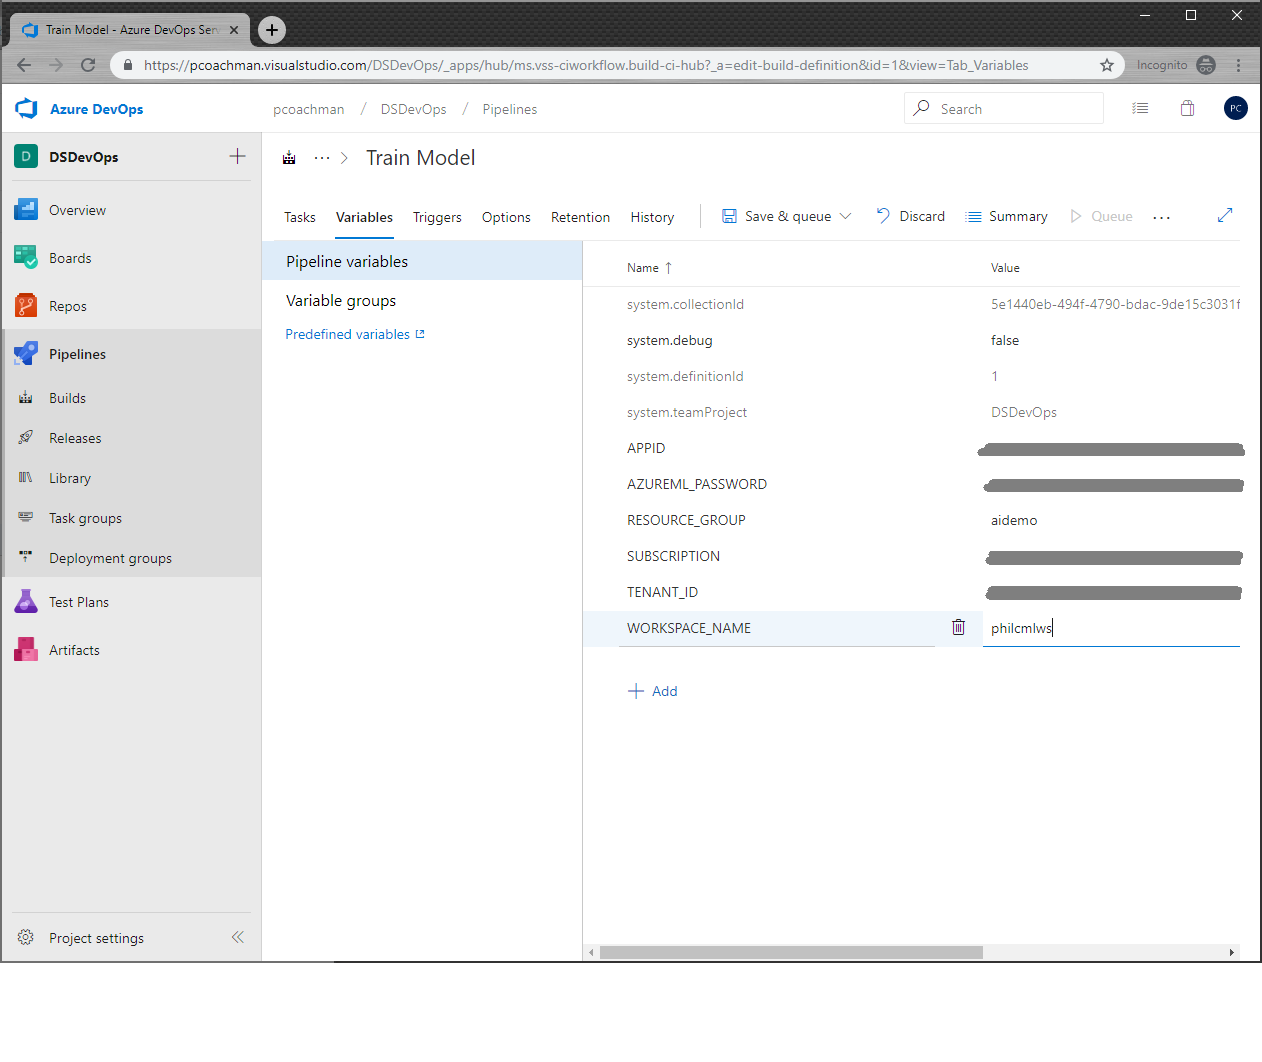 Train Model - Azure DevOps Serv
https://pcoachman.visualstudio.com/DSDevOps/_apps/hub/ms.vss-ciworkflow.build-ci-hub?_a=edit-build-definition&id=1&view=Tab_Variables
Incognito
Azure DevOps
pcoachman / DSDevOps / Pipelines
Search
PC
D DSDevOps
Overview
Boards
Repos
Pipelines
Builds
Releases
Library
Task groups
Deployment groups
Test Plans
Artifacts
Project settings
... > Train Model
Tasks Variables Triggers Options Retention History
Save & queue Discard Summary Queue ...
Pipeline variables
Variable groups
Predefined variables
Name ↑ Value
system.collectionId 5e1440eb-494f-4790-bdac-9de15c3031f
system.debug false
system.definitionId 1
system.teamProject DSDevOps
APPID
AZUREML_PASSWORD
RESOURCE_GROUP aidemo
SUBSCRIPTION
TENANT_ID
WORKSPACE_NAME philcmlws
+ Add